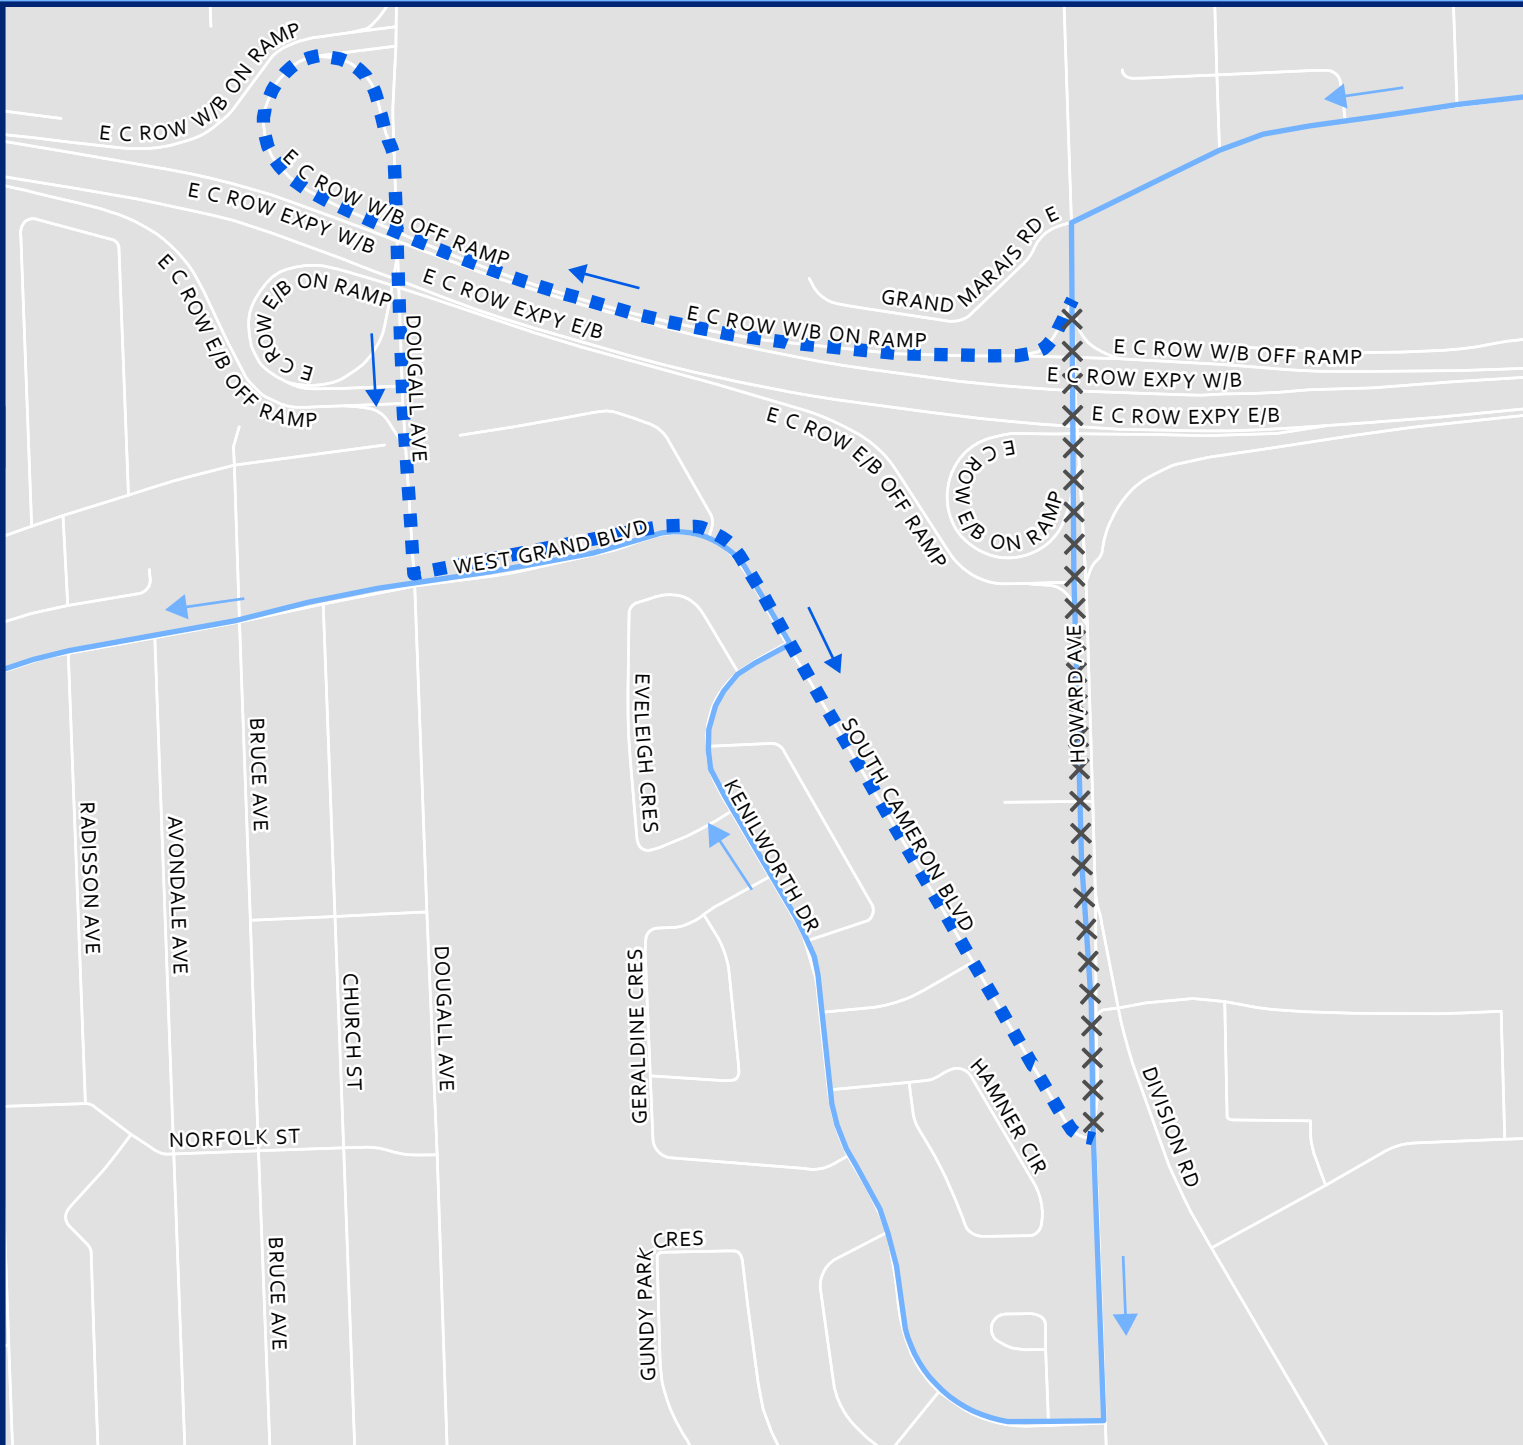 E C ROW W/B ON RAMP
E C ROW W/B OFF RAMP
E C ROW EXPY W/B
GRAND MARAIS RD E
E C ROW E/B OFF RAMP
E C ROW E/B ON RAMP
E C ROW EXPY E/B
E C ROW W/B ON RAMP
E C ROW W/B OFF RAMP
E C ROW EXPY W/B
E C ROW EXPY E/B
DOUGALL AVE
E C ROW E/B OFF RAMP
E C ROW E/B ON RAMP
WEST GRAND BLVD
HOWARD AVE
EVELEIGH CRES
BRUCE AVE
SOUTH CAMERON BLVD
KENILWORTH DR
RADISSON AVE
AVONDALE AVE
DOUGALL AVE
GERALDINE CRES
CHURCH ST
HAMNER CIR
DIVISION RD
NORFOLK ST
GUNDY PARK CRES
BRUCE AVE